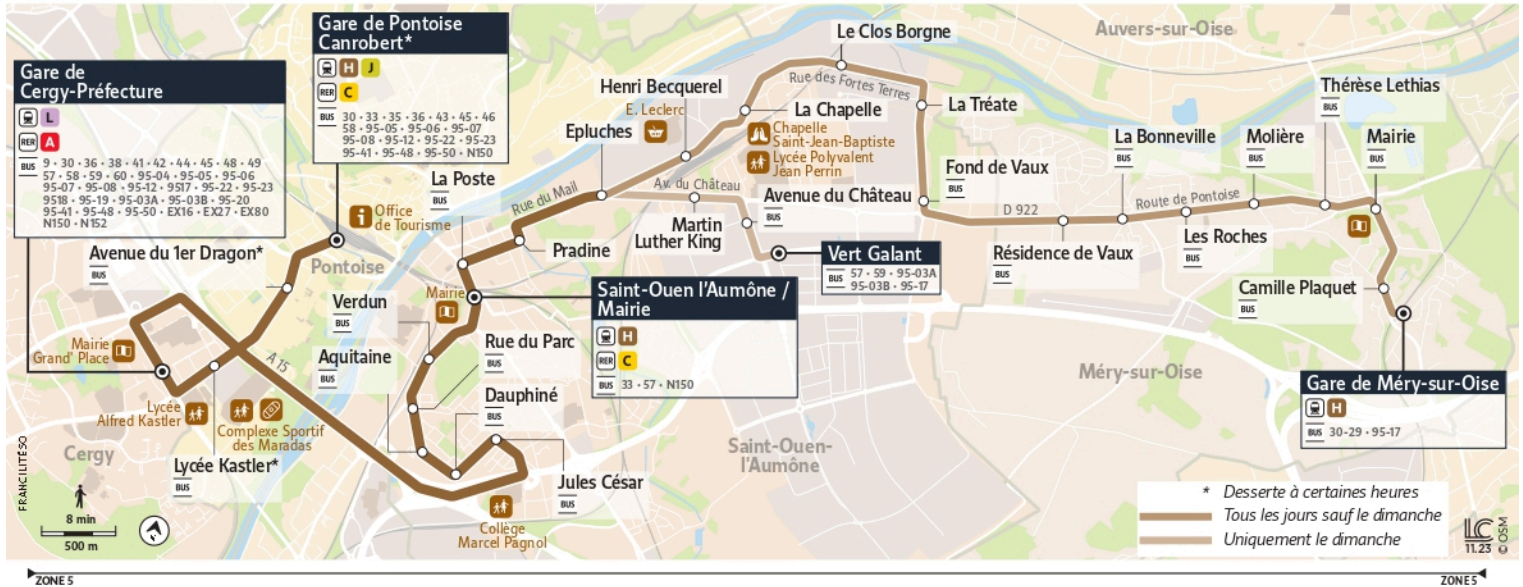 Gare de
Cergy-Préfecture
L
RER A
BUS
9 • 30 • 36 • 38 • 41 • 42 • 44 • 45 • 48 • 49
57 • 58 • 59 • 60 • 95-04 • 95-05 • 95-06
95-07 • 95-08 • 95-12 • 9517 • 95-22 • 95-23
9518 • 95-19 • 95-03A • 95-03B • 95-20
95-41 • 95-48 • 95-50 • EX16 • EX27 • EX80
N150 • N152
Gare de Pontoise
Canrobert*
H J
RER C
BUS
30 • 33 • 35 • 36 • 43 • 45 • 46
58 • 95-05 • 95-06 • 95-07
95-08 • 95-12 • 95-22 • 95-23
95-41 • 95-48 • 95-50 • N150
Avenue du 1er Dragon*
BUS
Office
de Tourisme
Pontoise
La Poste
BUS
Rue du Mail
Pradine
Epluches
E. Leclerc
Henri Becquerel
Le Clos Borgne
Rue des Fortes Terres
La Chapelle
Chapelle
Saint-Jean-Baptiste
Lycée Polyvalent
Jean Perrin
La Tréate
Auvers-sur-Oise
Av. du Château
Martin
Luther King
Avenue du Château
BUS
Vert Galant
BUS
57 • 59 • 95-03A
95-03B • 95-17
Fond de Vaux
BUS
D 922
Résidence de Vaux
BUS
La Bonneville
BUS
Route de Pontoise
Les Roches
BUS
Molière
BUS
Thérèse Lethias
BUS
Mairie
BUS
Camille Plaquet
BUS
Gare de Méry-sur-Oise
H
BUS
30-29 • 95-17
Méry-sur-Oise
Mairie
Saint-Ouen l'Aumône /
Mairie
H
RER C
BUS
33 • 57 • N150
Verdun
BUS
Aquitaine
BUS
Rue du Parc
BUS
Dauphiné
BUS
Jules César
BUS
Saint-Ouen-
l'Aumône
Collège
Marcel Pagnol
A 15
Mairie
Grand' Place
Lycée
Alfred Kastler
Complexe Sportif
des Maradas
Cergy
Lycée Kastler*
BUS
FRANCILITÉ SO
8 min
500 m
* Desserte à certaines heures
Tous les jours sauf le dimanche
Uniquement le dimanche
LC
11.23
© OSM
ZONE 5
ZONE 5